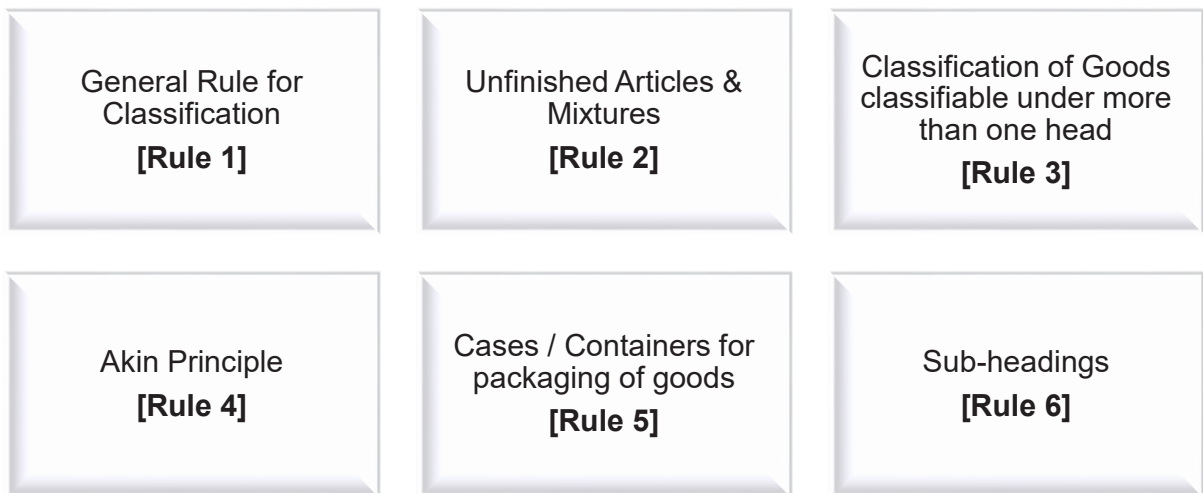 General Rule for
Classification
[Rule 1]
Unfinished Articles &
Mixtures
[Rule 2]
Classification of Goods
classifiable under more
than one head
[Rule 3]
Akin Principle
[Rule 4]
Cases / Containers for
packaging of goods
[Rule 5]
Sub-headings
[Rule 6]